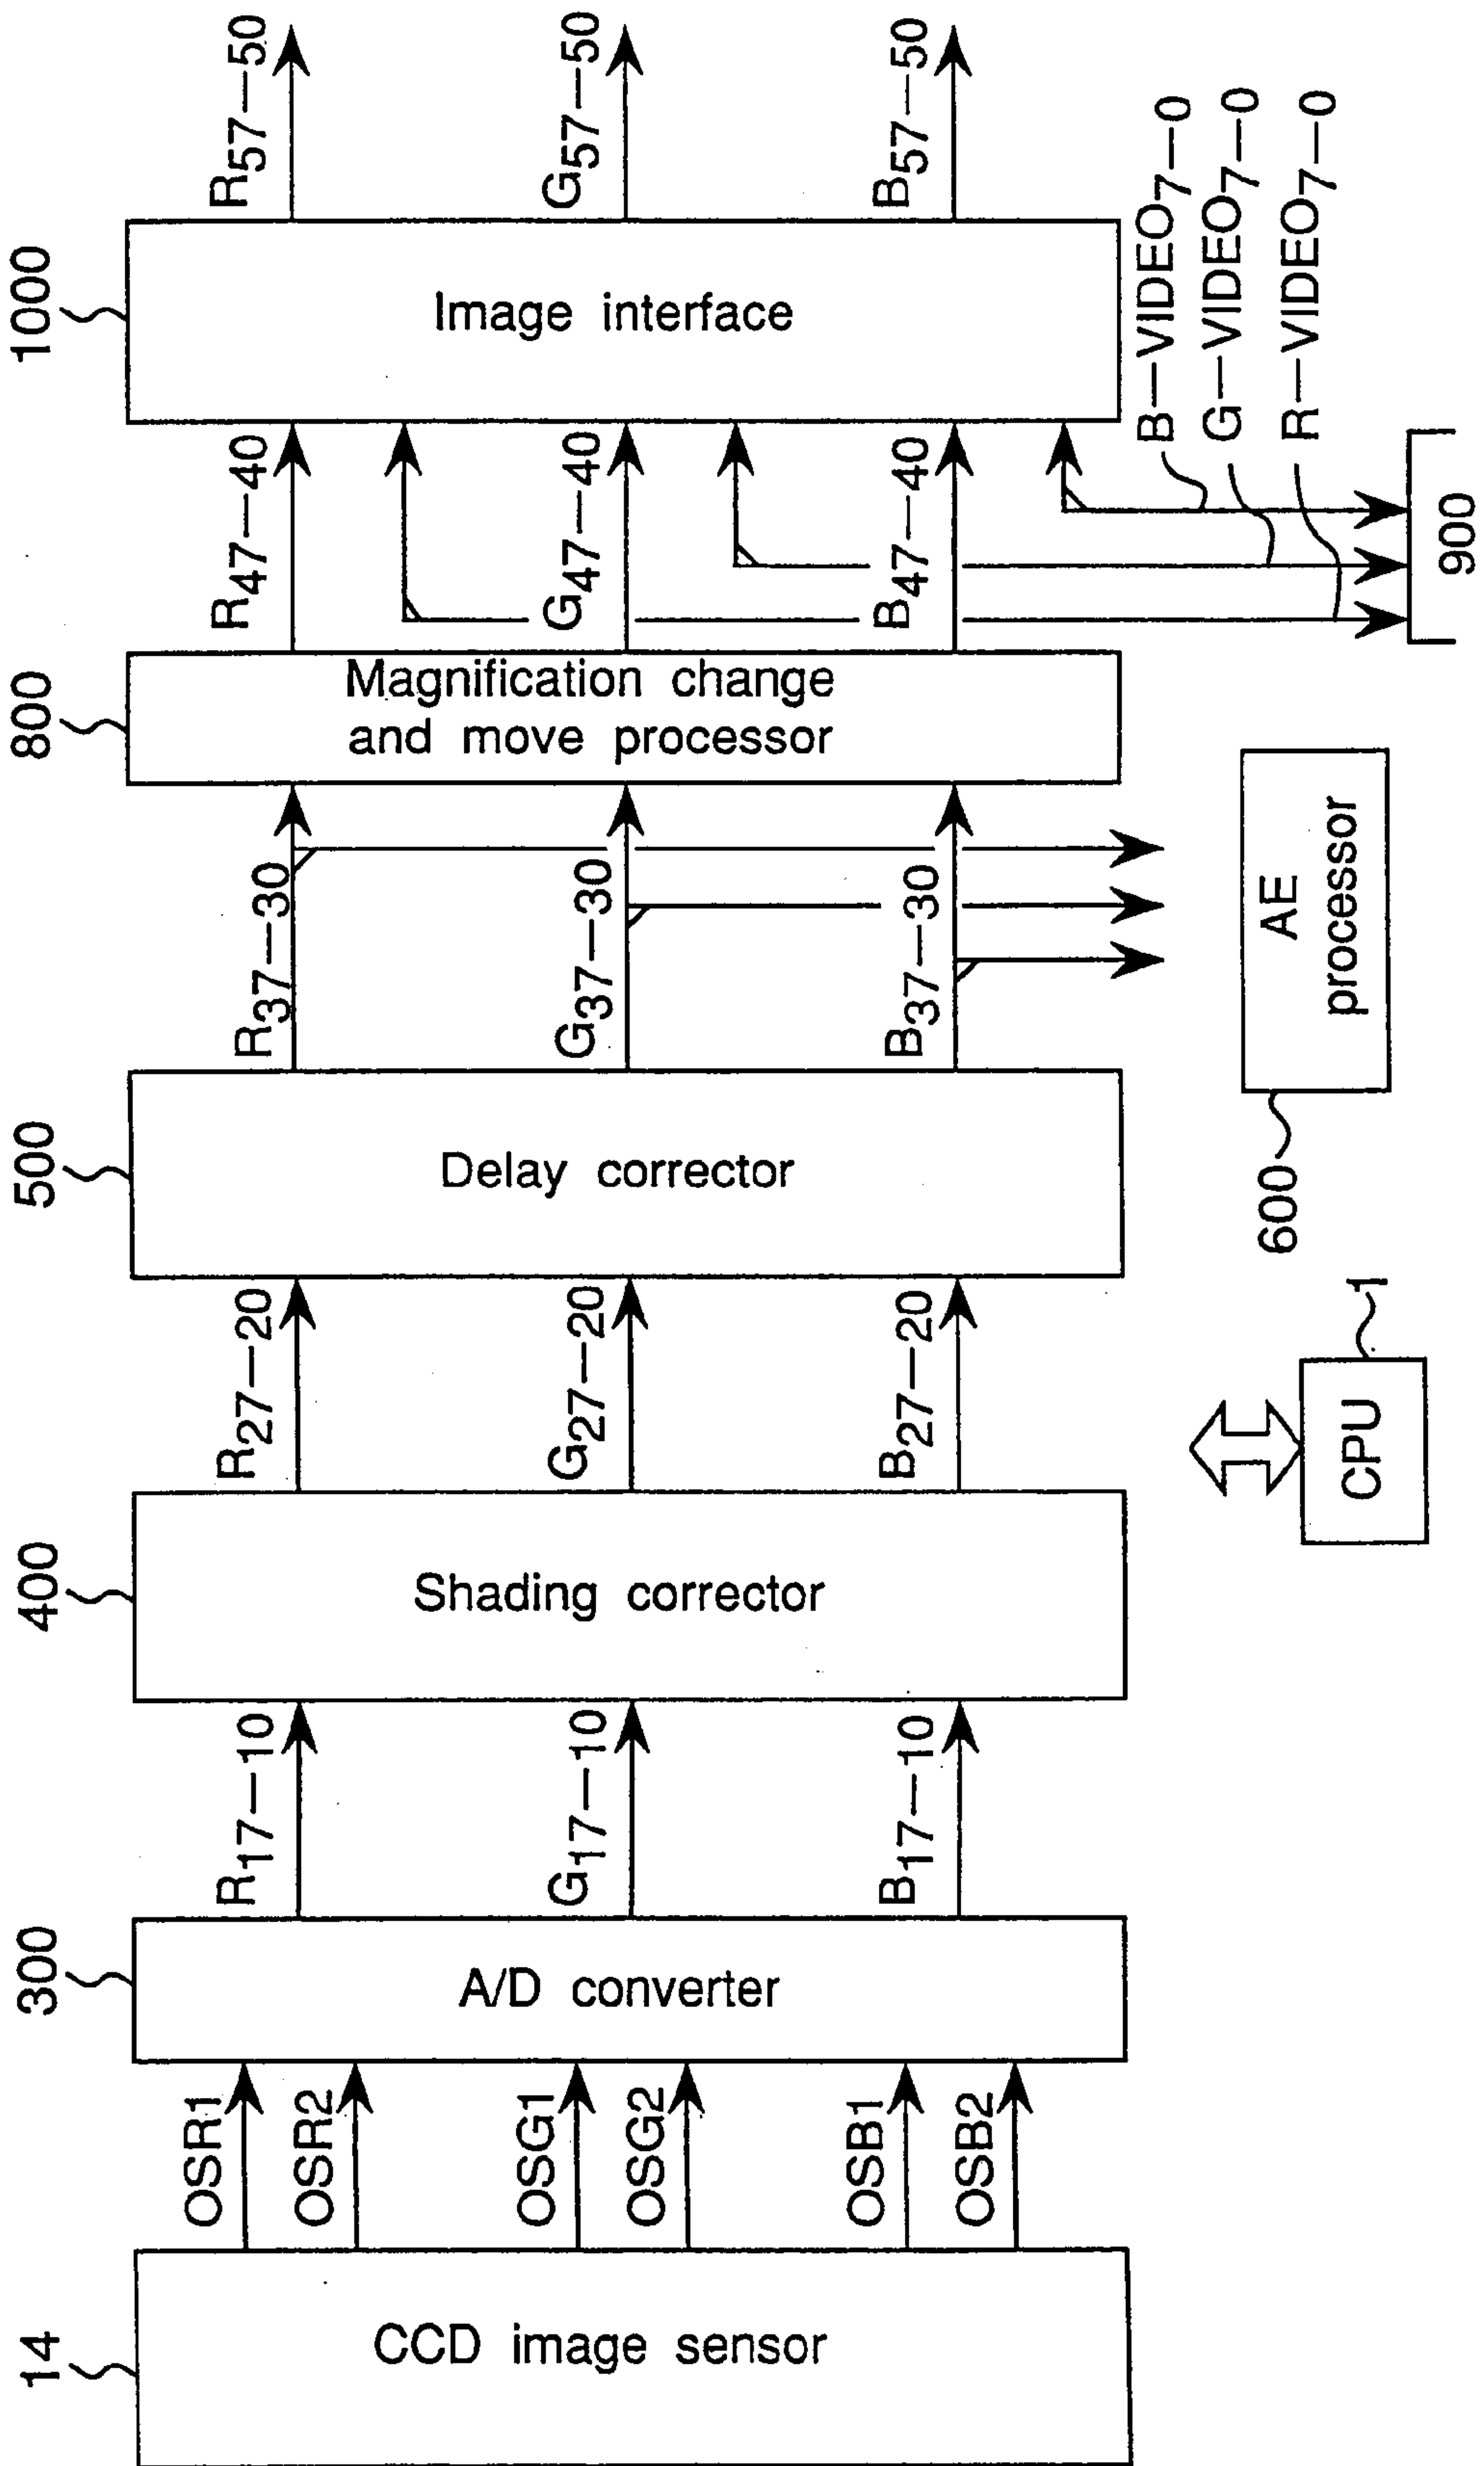 14
CCD image sensor
OSR1
OSR2
OSG1
OSG2
OSB1
OSB2
300
A/D converter
R17—10
G17—10
B17—10
400
Shading corrector
R27—20
G27—20
B27—20
500
Delay corrector
R37—30
G37—30
B37—30
800
Magnification change
and move processor
R47—40
G47—40
B47—40
1000
Image interface
R57—50
G57—50
B57—50
B—VIDEO7—0
G—VIDEO7—0
R—VIDEO7—0
900
CPU
1
600
AE
processor